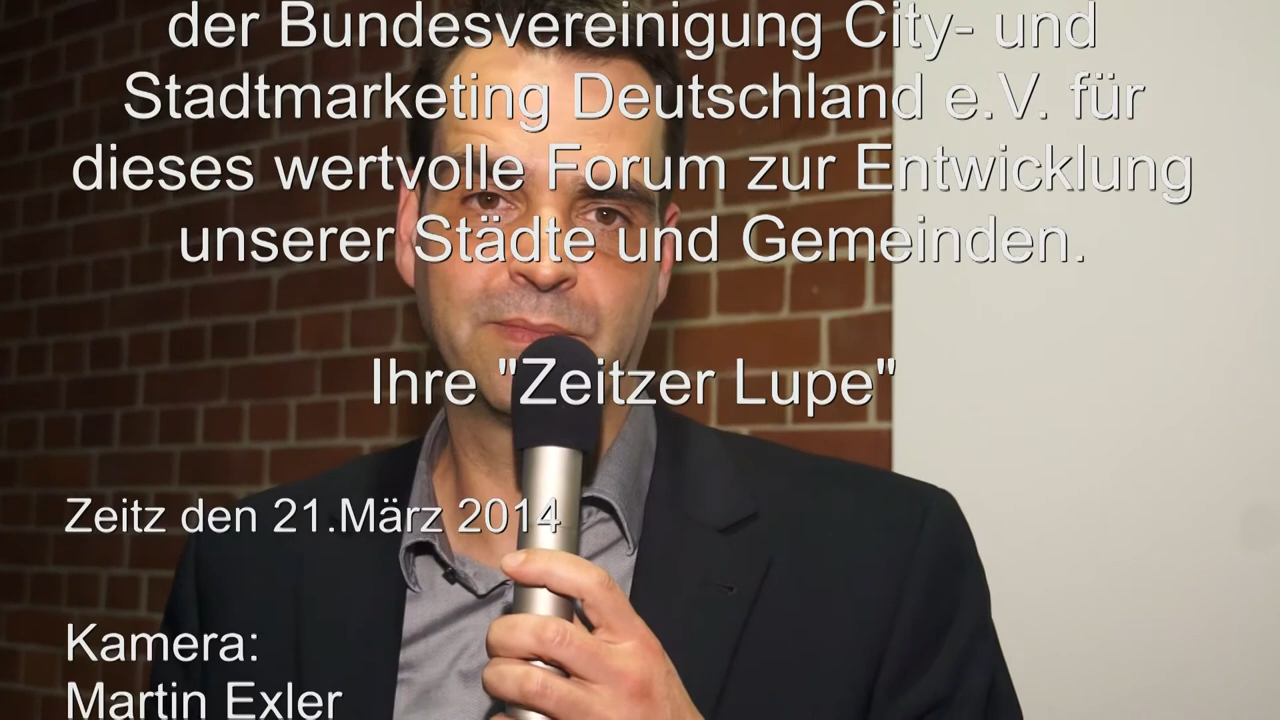 der Bundesvereinigung City- und
Stadtmarketing Deutschland e.V. für
dieses wertvolle Forum zur Entwicklung
unserer Städte und Gemeinden.
Ihre "Zeitzer Lupe"
Zeitz den 21.März 2014
Kamera:
Martin Exler